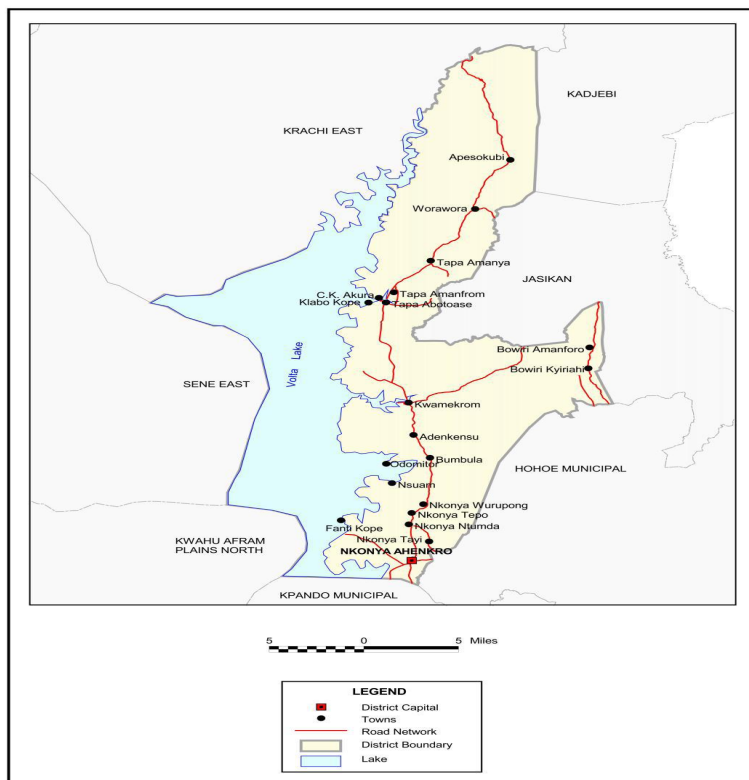 KADJEBI
KRACHI EAST
Apesokubi
Worawora
Tapa Amanya
JASIKAN
C.K. Akura
Tapa Amanfrom
Klabo Kope
Tapa Abotoase
Volta Lake
Bowiri Amanforo
Bowiri Kyiriahi
SENE EAST
Kwamekrom
Adenkensu
Bumbula
Odomitor
HOHOE MUNICIPAL
Nsuam
Nkonya Wurupong
Nkonya Tepo
Fanti Kope
Nkonya Ntumda
Nkonya Tayi
KWAHU AFRAM
PLAINS NORTH
NKONYA AHENKRO
KPANDO MUNICIPAL
5 0 5 Miles
LEGEND
District Capital
Towns
Road Network
District Boundary
Lake